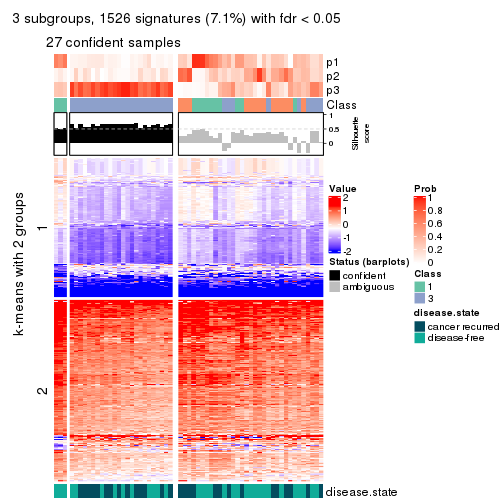 3 subgroups, 1526 signatures (7.1%) with fdr < 0.05
27 confident samples
p1
p2
p3
Class
1
0.5
0
Silhouette
score
k-means with 2 groups
1
2
disease.state
Value
2
1
0
-1
-2
Status (barplots)
confident
ambiguous
Prob
1
0.8
0.6
0.4
0.2
0
Class
1
3
disease.state
cancer recurred
disease-free